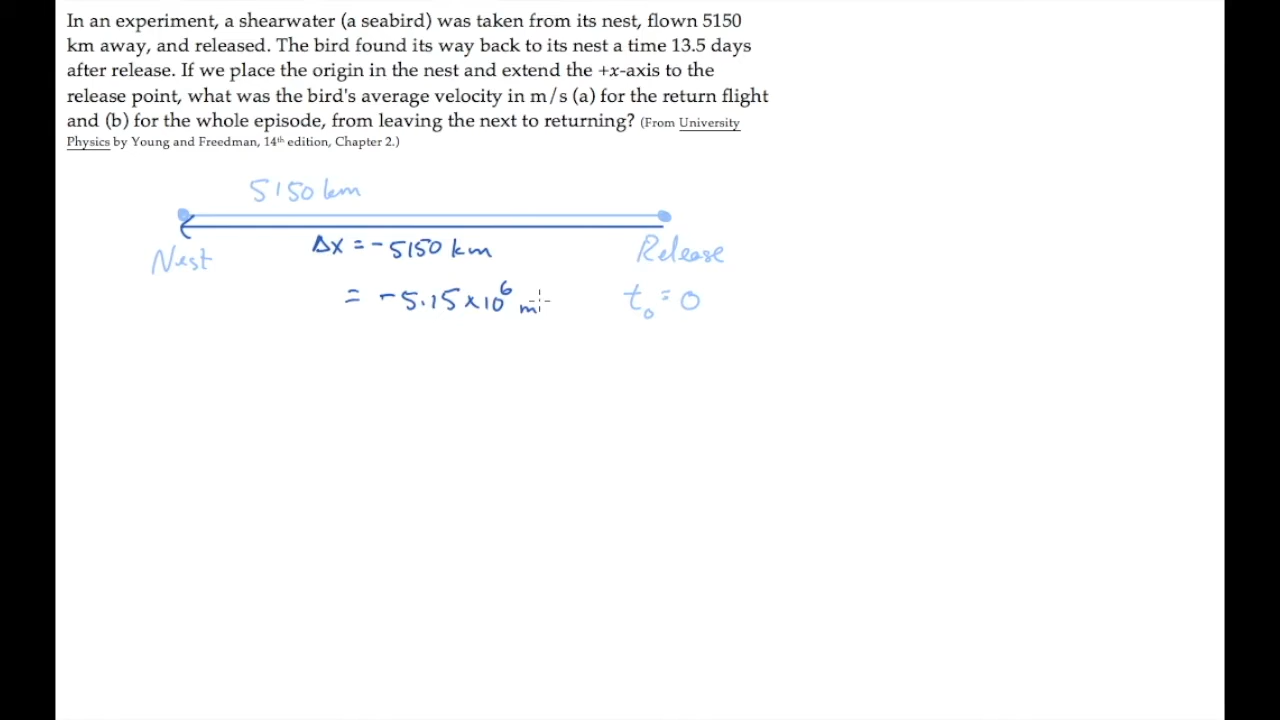 In an experiment, a shearwater (a seabird) was taken from its nest, flown 5150
km away, and released. The bird found its way back to its nest a time 13.5 days
after release. If we place the origin in the nest and extend the +x-axis to the
release point, what was the bird's average velocity in m/s (a) for the return flight
and (b) for the whole episode, from leaving the next to returning? (From University
Physics by Young and Freedman, 14th edition, Chapter 2.)
5150 km
Nest
Δx = -5150 km
Release
= -5.15 × 10⁶ m
t₀ = 0